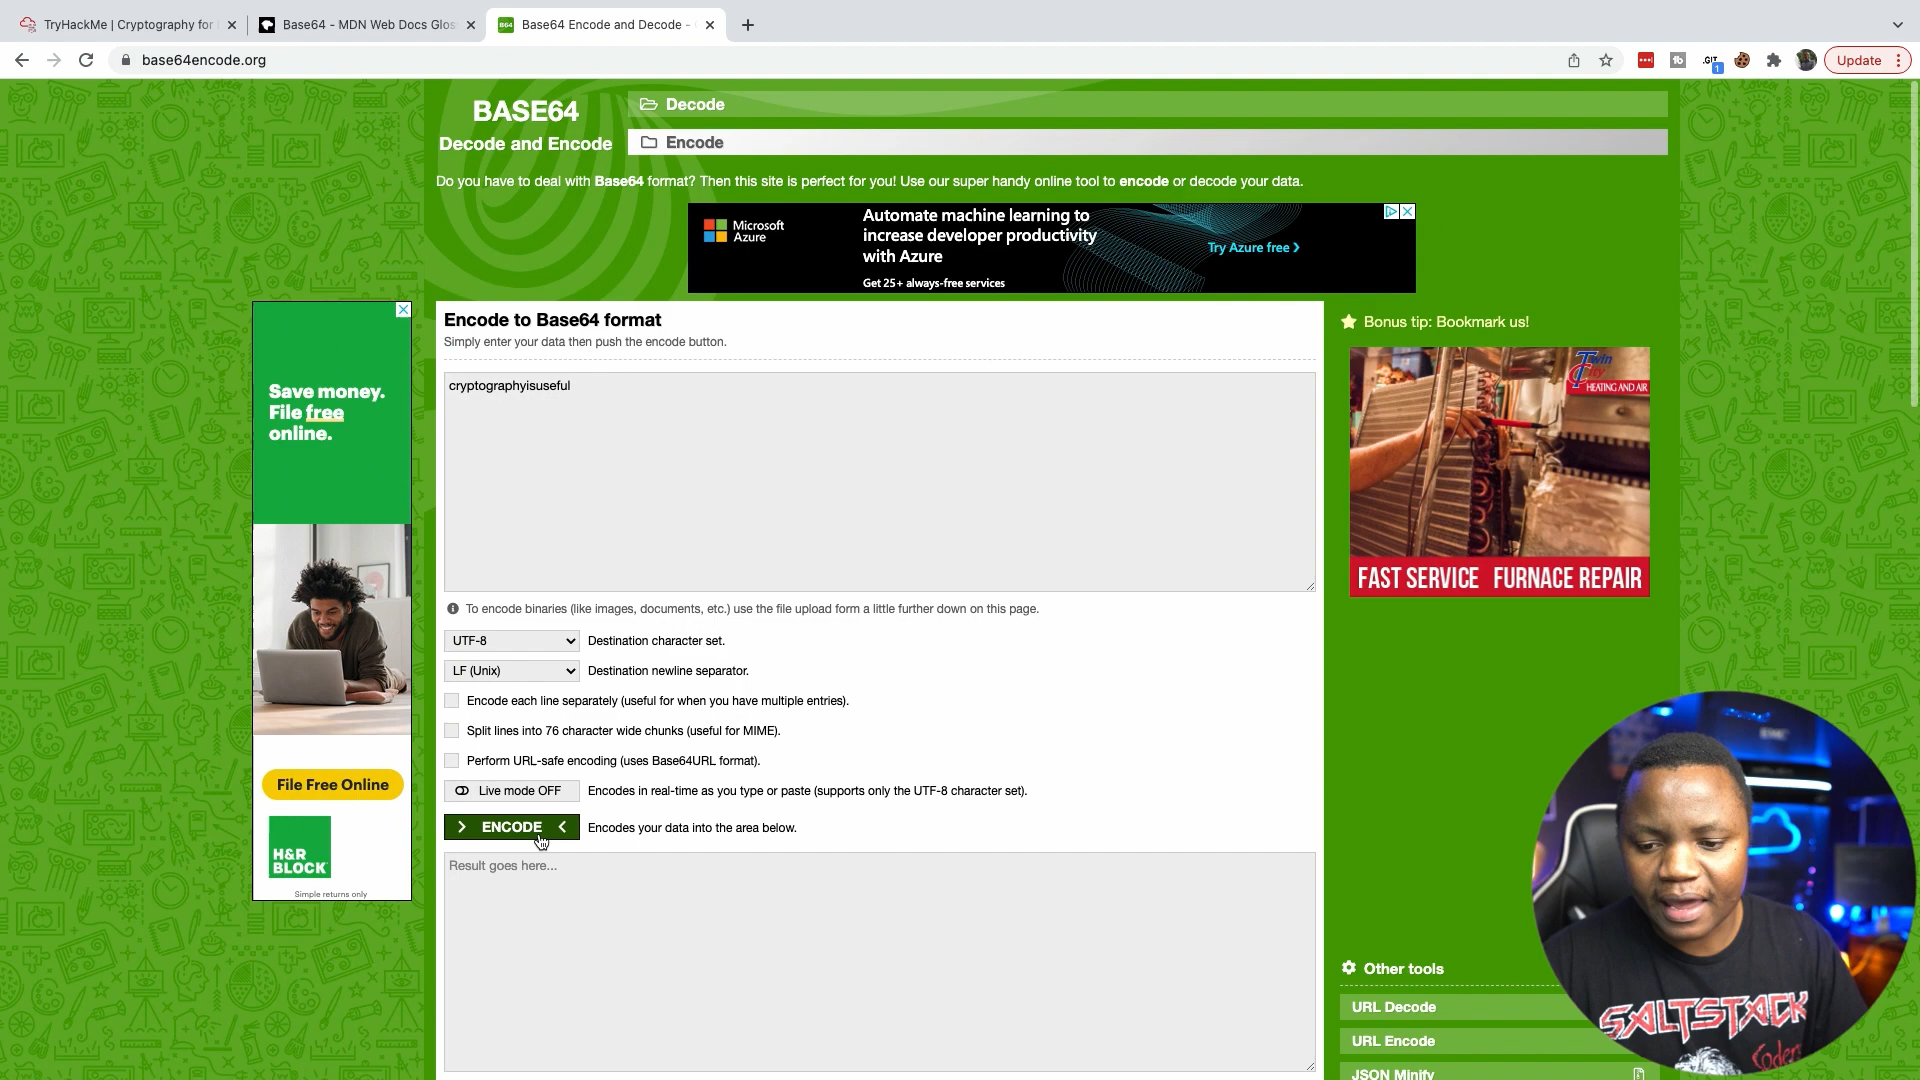 TryHackMe | Cryptography for
Base64 - MDN Web Docs Glos
Base64 Encode and Decode -
base64encode.org
1
Update
BASE64
Decode and Encode
Decode
Encode
Do you have to deal with Base64 format? Then this site is perfect for you! Use our super handy online tool to encode or decode your data.
Microsoft
Azure
Automate machine learning to
increase developer productivity
with Azure
Get 25+ always-free services
Try Azure free >
Save money.
File free
online.
File Free Online
H&R
BLOCK
Simple returns only
Encode to Base64 format
Simply enter your data then push the encode button.
cryptographyisuseful
To encode binaries (like images, documents, etc.) use the file upload form a little further down on this page.
UTF-8 Destination character set.
LF (Unix) Destination newline separator.
Encode each line separately (useful for when you have multiple entries).
Split lines into 76 character wide chunks (useful for MIME).
Perform URL-safe encoding (uses Base64URL format).
Live mode OFF Encodes in real-time as you type or paste (supports only the UTF-8 character set).
> ENCODE < Encodes your data into the area below.
Result goes here...
Bonus tip: Bookmark us!
Twin
City
HEATING AND AIR
FAST SERVICE FURNACE REPAIR
Other tools
URL Decode
URL Encode
JSON Minify
SALTSTACK
Coder